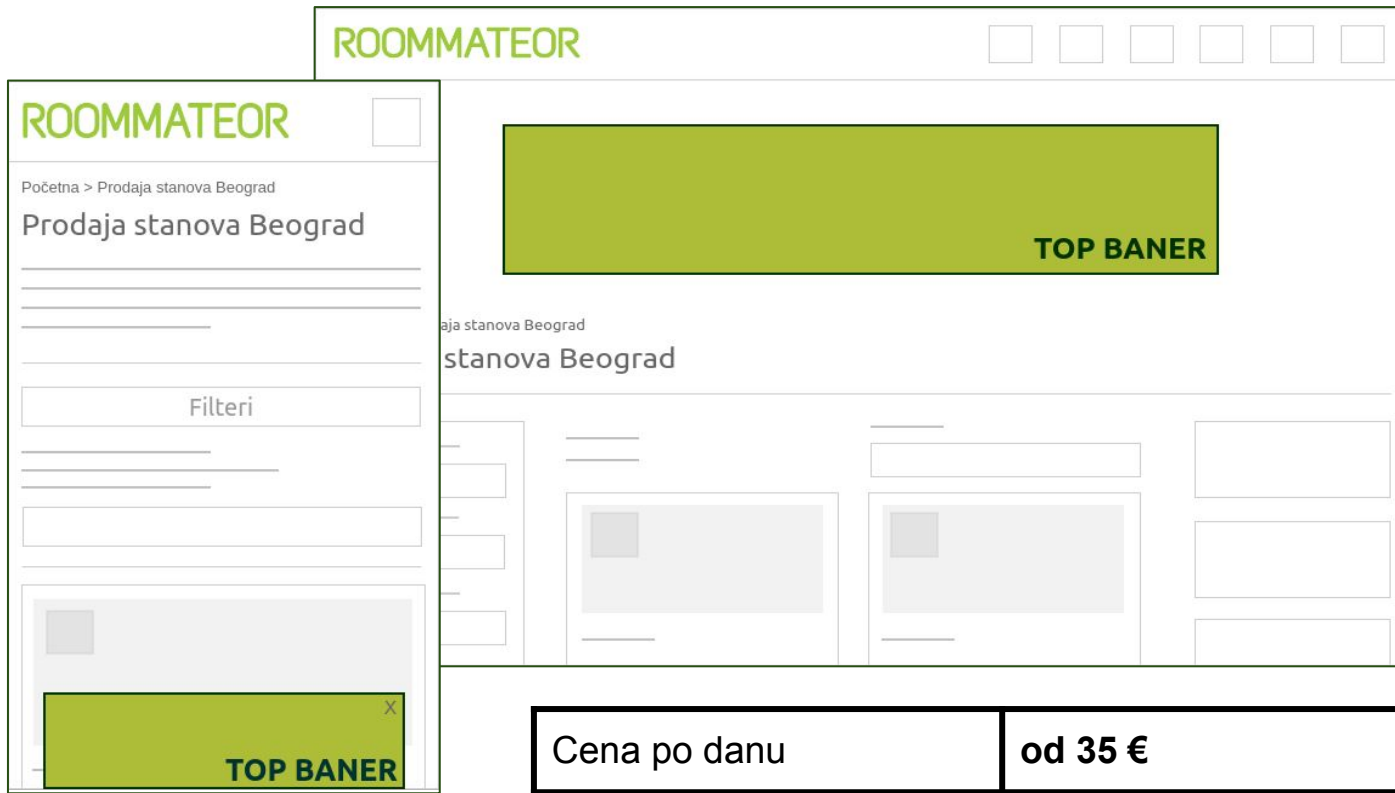 ROOMMATEOR
TOP BANER
aja stanova Beograd
stanova Beograd
ROOMMATEOR
Početna > Prodaja stanova Beograd
Prodaja stanova Beograd
Filteri
X
TOP BANER
Cena po danu
od 35 €